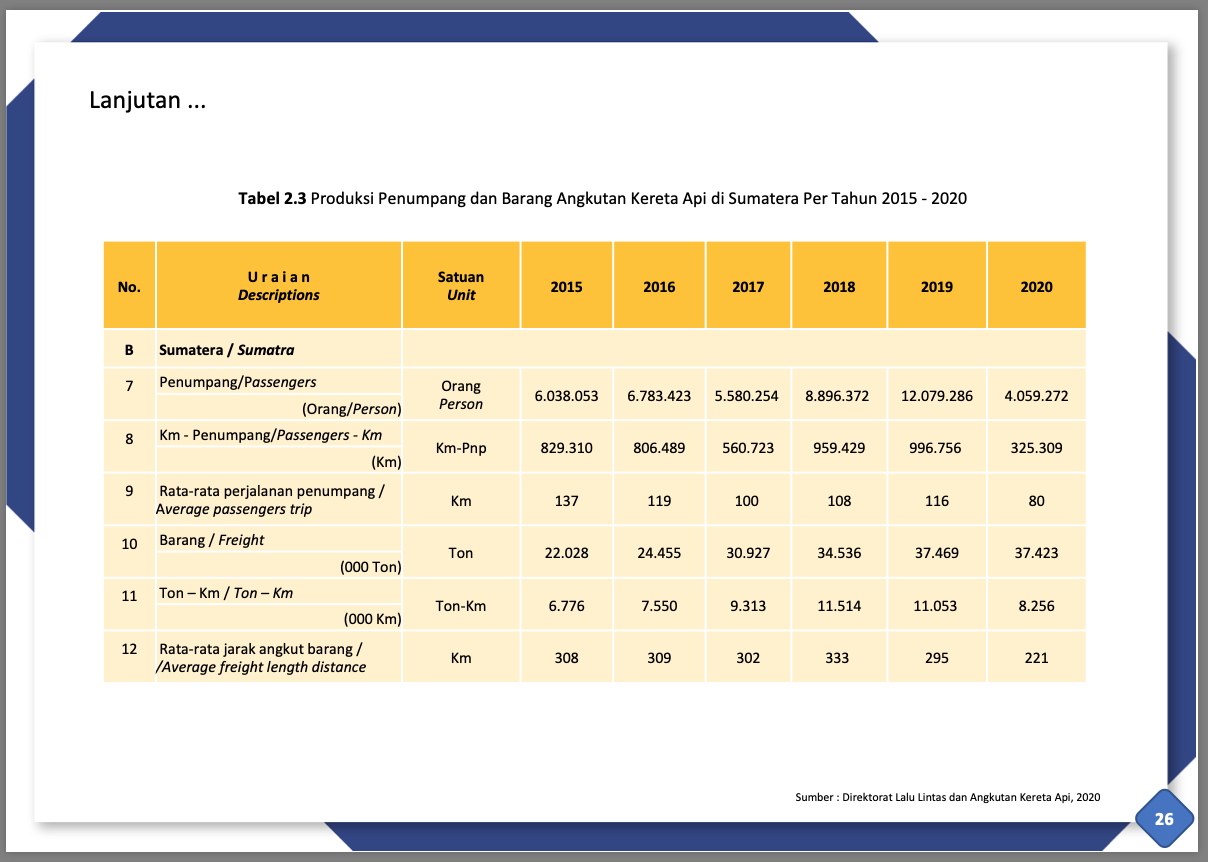 Lanjutan ...
Tabel 2.3 Produksi Penumpang dan Barang Angkutan Kereta Api di Sumatera Per Tahun 2015 - 2020
No. U r a i a n Satuan 2015 2016 2017 2018 2019 2020
Descriptions Unit
B Sumatera / Sumatra
7 Penumpang/Passengers Orang 6.038.053 6.783.423 5.580.254 8.896.372 12.079.286 4.059.272
(Orang/Person) Person
8 Km - Penumpang/Passengers - Km Km-Pnp 829.310 806.489 560.723 959.429 996.756 325.309
(Km)
9 Rata-rata perjalanan penumpang / Km 137 119 100 108 116 80
Average passengers trip
10 Barang / Freight Ton 22.028 24.455 30.927 34.536 37.469 37.423
(000 Ton)
11 Ton – Km / Ton – Km Ton-Km 6.776 7.550 9.313 11.514 11.053 8.256
(000 Km)
12 Rata-rata jarak angkut barang / Km 308 309 302 333 295 221
/Average freight length distance
Sumber : Direktorat Lalu Lintas dan Angkutan Kereta Api, 2020
26